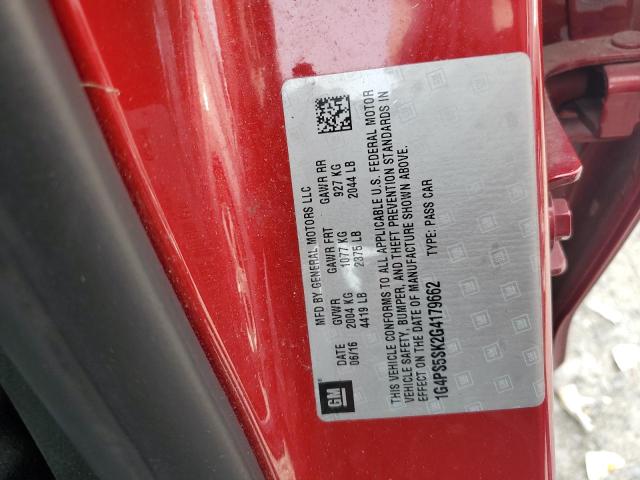 GM
MFD BY GENERAL MOTORS LLC
DATE GVWR GAWR FRT GAWR RR
06/16 2004 KG 1077 KG 927 KG
4419 LB 2375 LB 2044 LB
THIS VEHICLE CONFORMS TO ALL APPLICABLE U.S. FEDERAL MOTOR
VEHICLE SAFETY, BUMPER, AND THEFT PREVENTION STANDARDS IN
EFFECT ON THE DATE OF MANUFACTURE SHOWN ABOVE.
1G4PS5SK2G4179662 TYPE: PASS CAR